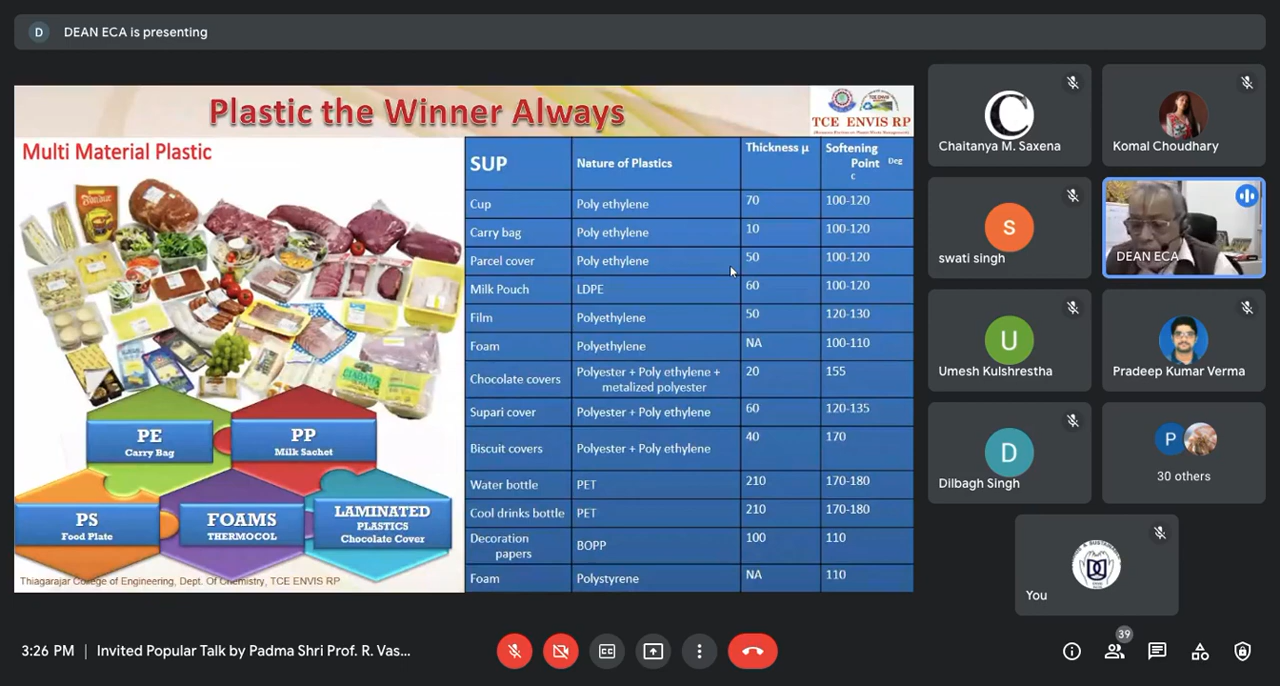 D DEAN ECA is presenting
Plastic the Winner Always
TCE ENVIS RP
Multi Material Plastic
SUP Nature of Plastics Thickness µ Softening Point Deg c
Cup Poly ethylene 70 100-120
Carry bag Poly ethylene 10 100-120
Parcel cover Poly ethylene 50 100-120
Milk Pouch LDPE 60 100-120
Film Polyethylene 50 120-130
Foam Polyethylene NA 100-110
Chocolate covers Polyester + Poly ethylene + metalized polyester 20 155
Supari cover Polyester + Poly ethylene 60 120-135
Biscuit covers Polyester + Poly ethylene 40 170
Water bottle PET 210 170-180
Cool drinks bottle PET 210 170-180
Decoration papers BOPP 100 110
Foam Polystyrene NA 110
PE
Carry Bag
PP
Milk Sachet
PS
Food Plate
FOAMS
THERMOCOL
LAMINATED
PLASTICS
Chocolate Cover
Thiagarajar College of Engineering, Dept. Of Chemistry, TCE ENVIS RP
C
Chaitanya M. Saxena
Komal Choudhary
S
swati singh
DEAN ECA
U
Umesh Kulshrestha
Pradeep Kumar Verma
D
Dilbagh Singh
P
30 others
You
3:26 PM | Invited Popular Talk by Padma Shri Prof. R. Vas...
39